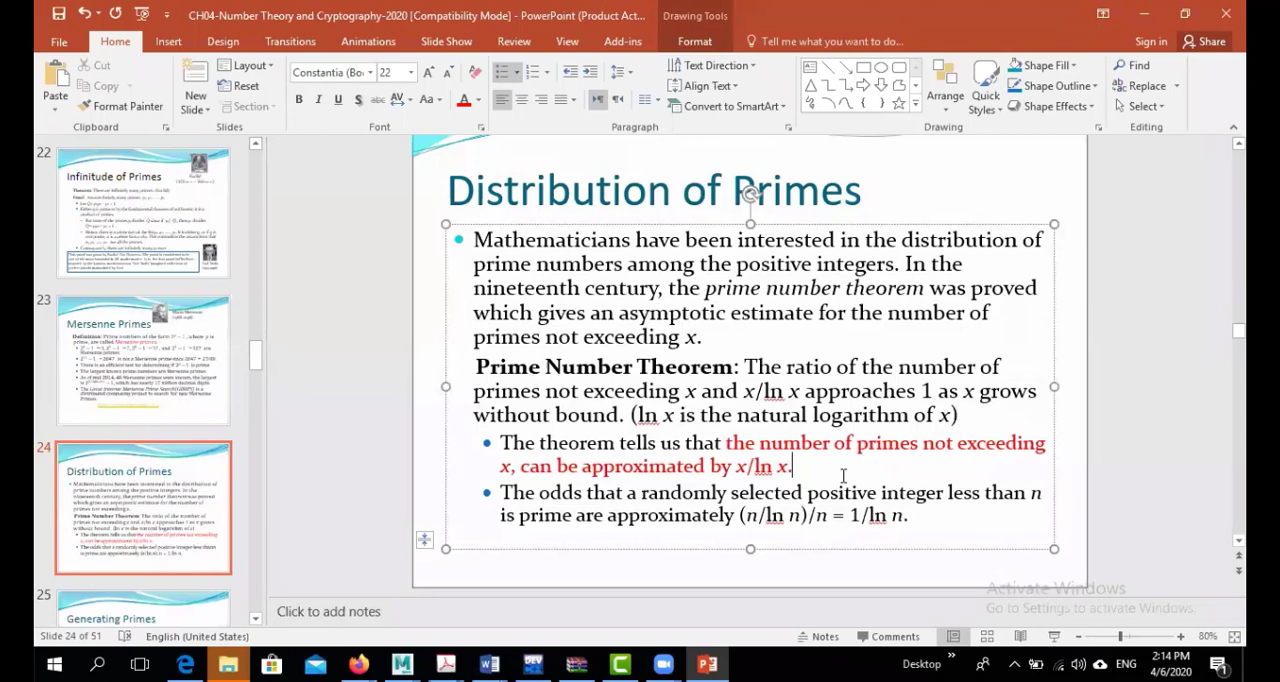 CH04-Number Theory and Cryptography-2020 [Compatibility Mode] - PowerPoint (Product Act...
Drawing Tools
File Home Insert Design Transitions Animations Slide Show Review View Add-ins Format Tell me what you want to do... Sign in Share
Paste
Cut
Copy
Format Painter
Clipboard
New Slide
Layout
Reset
Section
Slides
Constantia (Bo 22
B I U S abc AV Aa A
Font
Paragraph
Text Direction
Align Text
Convert to SmartArt
Arrange
Quick Styles
Shape Fill
Shape Outline
Shape Effects
Drawing
Find
Replace
Select
Editing
22
Infinitude of Primes
23
Mersenne Primes
24
Distribution of Primes
25
Generating Primes
Distribution of Primes
Mathematicians have been interested in the distribution of
prime numbers among the positive integers. In the
nineteenth century, the prime number theorem was proved
which gives an asymptotic estimate for the number of
primes not exceeding x.
Prime Number Theorem: The ratio of the number of
primes not exceeding x and x/ln x approaches 1 as x grows
without bound. (ln x is the natural logarithm of x)
• The theorem tells us that the number of primes not exceeding
x, can be approximated by x/ln x.
• The odds that a randomly selected positive integer less than n
is prime are approximately (n/ln n)/n = 1/ln n.
Activate Windows
Go to Settings to activate Windows.
Click to add notes
Slide 24 of 51 English (United States) Notes Comments 80%
Desktop ENG 2:14 PM
4/6/2020